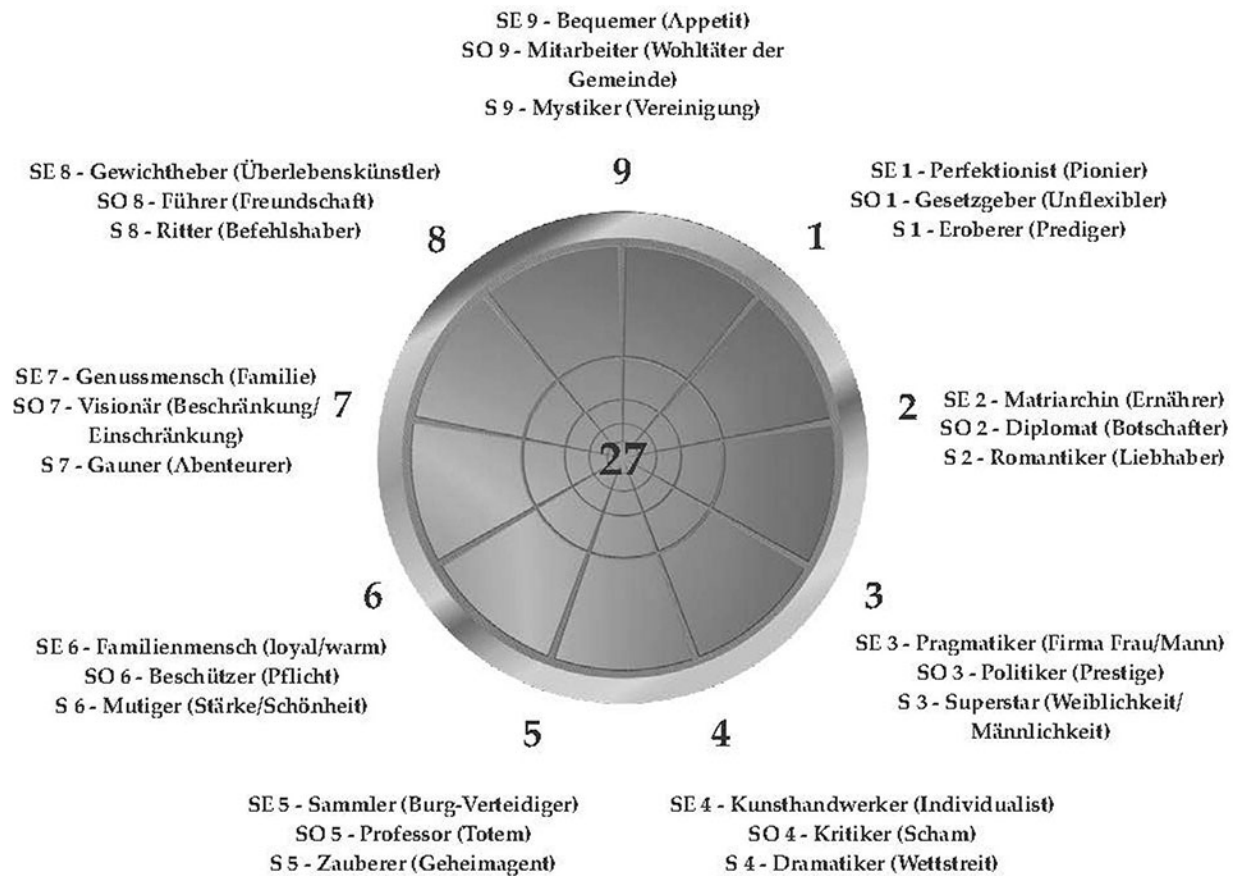 SE 9 - Bequemer (Appetit)
SO 9 - Mitarbeiter (Wohltäter der
Gemeinde)
S 9 - Mystiker (Vereinigung)
9
SE 8 - Gewichtheber (Überlebenskünstler)
SO 8 - Führer (Freundschaft)
S 8 - Ritter (Befehlshaber)
8
SE 1 - Perfektionist (Pionier)
SO 1 - Gesetzgeber (Unflexibler)
S 1 - Eroberer (Prediger)
1
SE 7 - Genussmensch (Familie)
SO 7 - Visionär (Beschränkung/
Einschränkung)
S 7 - Gauner (Abenteurer)
7
27
2
SE 2 - Matriarchin (Ernährer)
SO 2 - Diplomat (Botschafter)
S 2 - Romantiker (Liebhaber)
6
SE 6 - Familienmensch (loyal/warm)
SO 6 - Beschützer (Pflicht)
S 6 - Mutiger (Stärke/Schönheit)
3
SE 3 - Pragmatiker (Firma Frau/Mann)
SO 3 - Politiker (Prestige)
S 3 - Superstar (Weiblichkeit/
Männlichkeit)
5
SE 5 - Sammler (Burg-Verteidiger)
SO 5 - Professor (Totem)
S 5 - Zauberer (Geheimagent)
4
SE 4 - Kunsthandwerker (Individualist)
SO 4 - Kritiker (Scham)
S 4 - Dramatiker (Wettstreit)